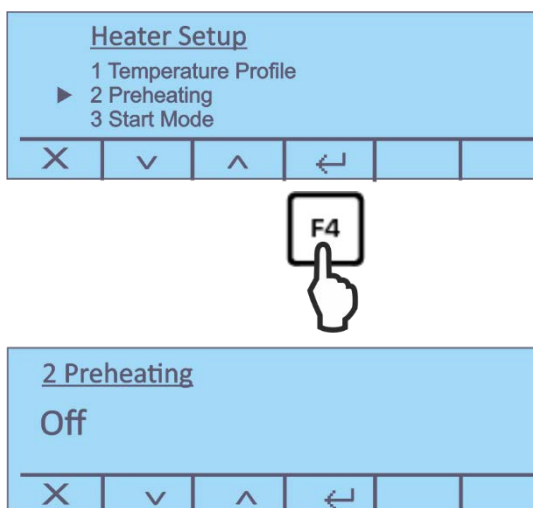 Heater Setup
1 Temperature Profile
2 Preheating
3 Start Mode
F4
2 Preheating
Off